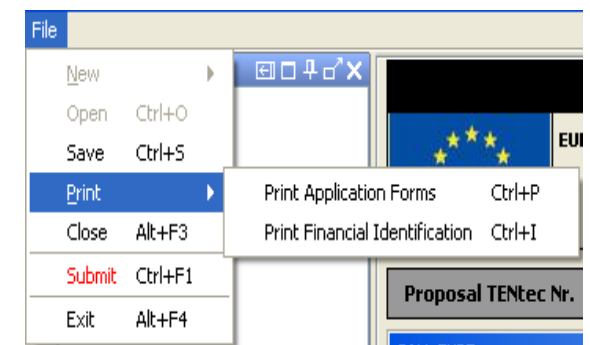 File
New
Open Ctrl+O
EUI
Save Ctrl+S
Print
Print Application Forms Ctrl+P
Close Alt+F3
Print Financial Identification Ctrl+I
Submit Ctrl+F1
Proposal TENtec Nr.
Exit Alt+F4